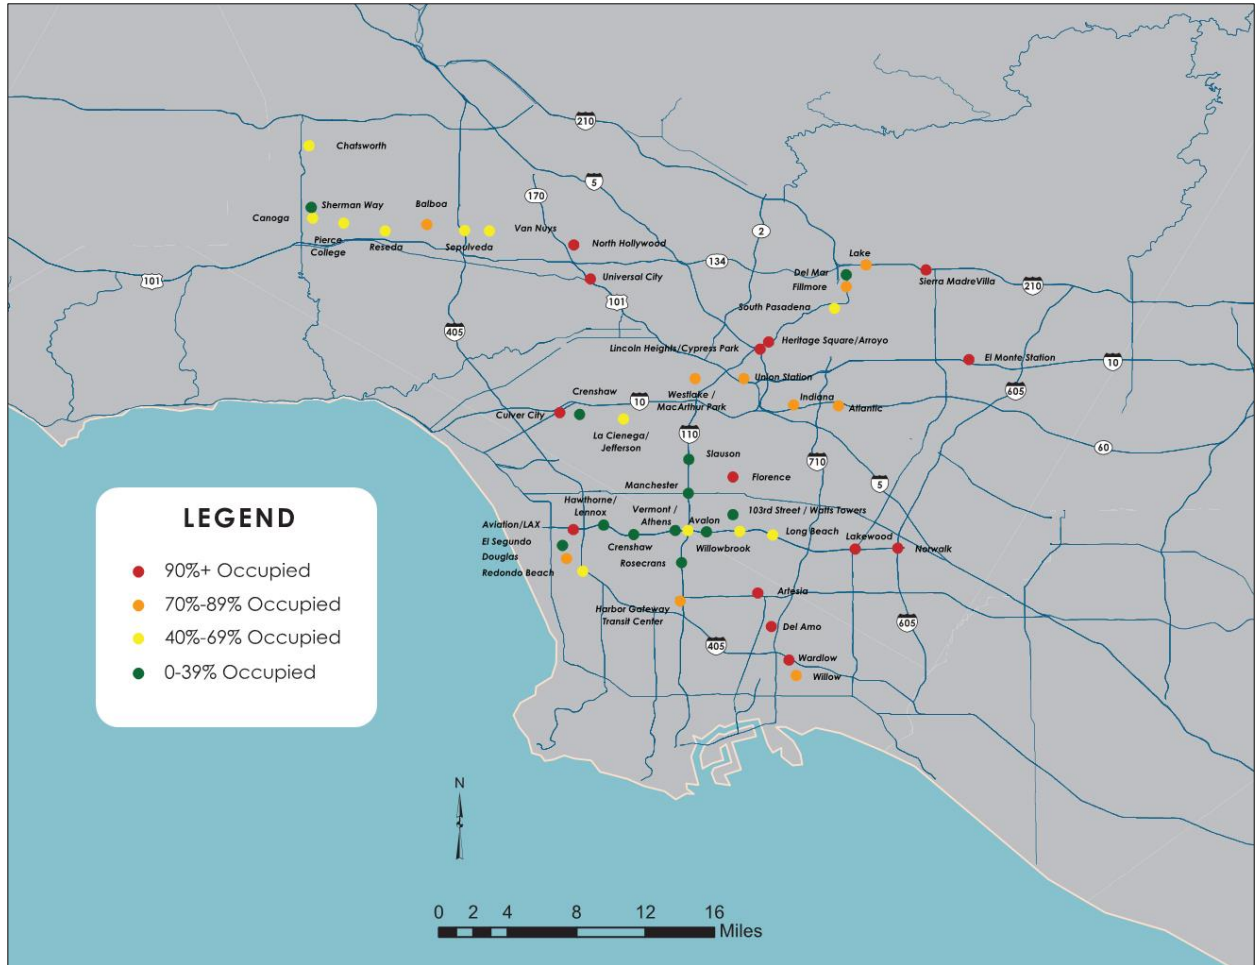 210
Chatsworth
5
170
Sherman Way
Balboa
Canoga
Pierce
College
Reseda
Sepulveda
Van Nuys
2
North Hollywood
134
Lake
Del Mar
Fillmore
Sierra MadreVilla
210
101
Universal City
101
South Pasadena
405
Heritage Square/Arroyo
Lincoln Heights/Cypress Park
El Monte Station
10
Union Station
Crenshaw
10
Westlake /
MacArthur Park
Indiana
Atlantic
605
Culver City
La Cienega/
Jefferson
110
60
Slauson
710
Florence
Manchester
5
Hawthorne/
Lennox
Vermont /
Athens
Avalon
103rd Street / Watts Towers
Aviation/LAX
El Segundo
Douglas
Redondo Beach
Crenshaw
Willowbrook
Long Beach
Lakewood
Norwalk
Rosecrans
Artesia
Harbor Gateway
Transit Center
Del Amo
605
405
Wardlow
Willow
LEGEND
90%+ Occupied
70%-89% Occupied
40%-69% Occupied
0-39% Occupied
N
0 2 4 8 12 16
Miles